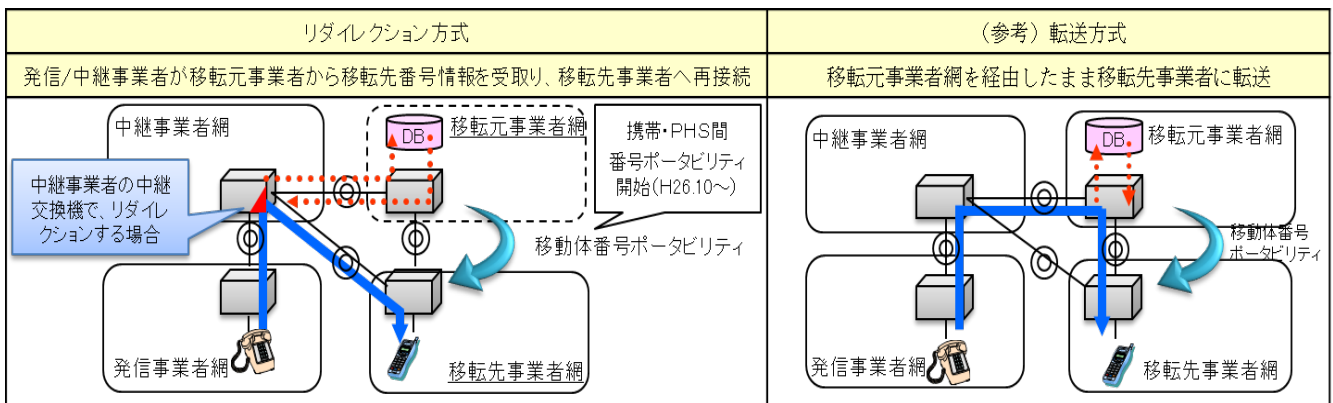 リダイレクション方式
発信/中継事業者が移転元事業者から移転先番号情報を受取り、移転先事業者へ再接続
中継事業者網
DB
移転元事業者網
携帯・PHS間
番号ポータビリティ
開始(H26.10～)
中継事業者の中継
交換機で、リダイレ
クションする場合
移動体番号ポータビリティ
発信事業者網
移転先事業者網
(参考)転送方式
移転元事業者網を経由したまま移転先事業者に転送
中継事業者網
DB
移転元事業者網
移動体番号
ポータビリティ
発信事業者網
移転先事業者網